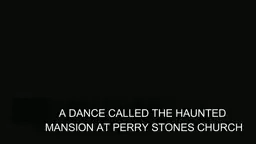 A DANCE CALLED THE HAUNTED
MANSION AT PERRY STONES CHURCH